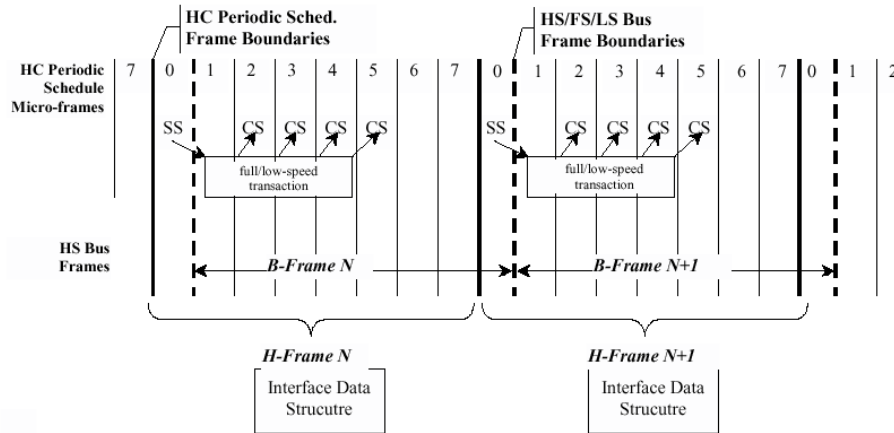 HC Periodic Sched.
Frame Boundaries
HS/FS/LS Bus
Frame Boundaries
HC Periodic
Schedule
Micro-frames
7 0 1 2 3 4 5 6 7 0 1 2 3 4 5 6 7 0 1 2
SS CS CS CS CS SS CS CS CS CS
full/low-speed
transaction
full/low-speed
transaction
HS Bus
Frames
B-Frame N
B-Frame N+1
H-Frame N
H-Frame N+1
Interface Data
Strucutre
Interface Data
Strucutre